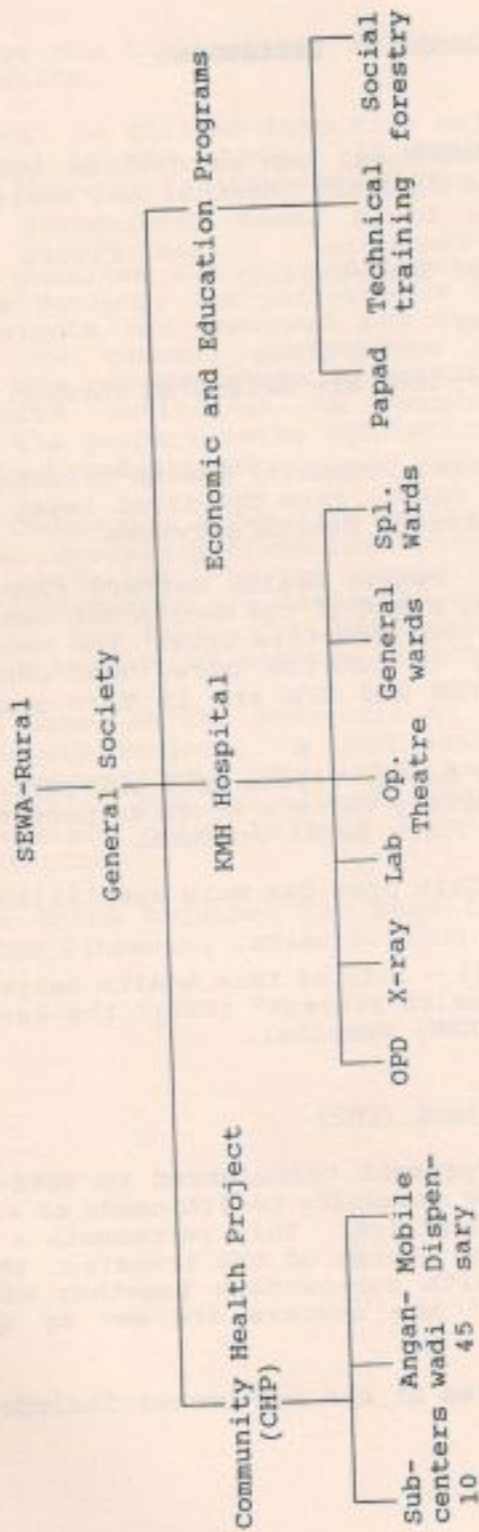 SEWA-Rural
General Society
Community Health Project
(CHP)
KMH Hospital
Economic and Education Programs
Sub-
centers
10
Angan-
wadi
45
Mobile
Dispen-
sary
OPD
X-ray
Lab
Op.
Theatre
General
wards
Spl.
Wards
Papad
Technical
training
Social
forestry